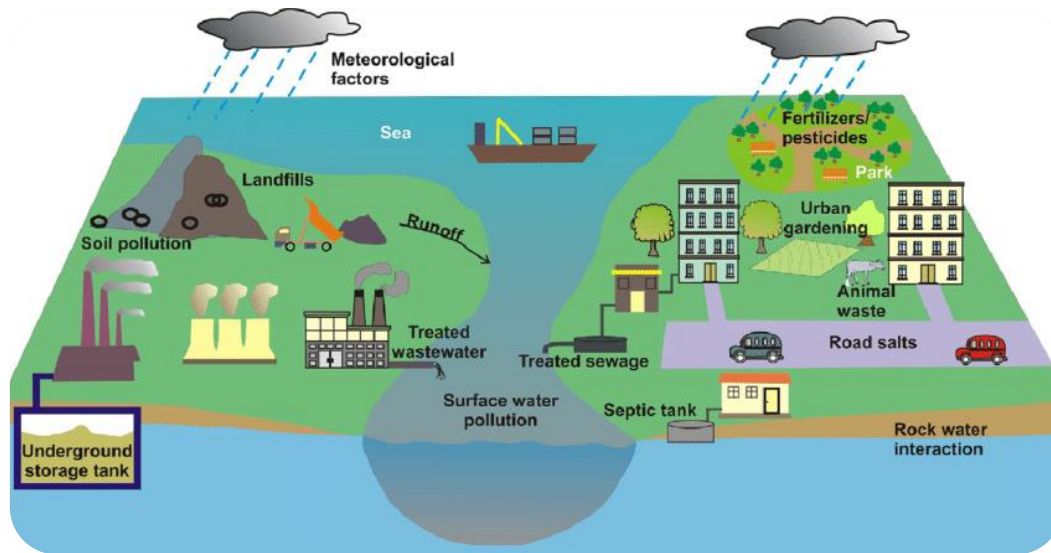 Meteorological
factors
Sea
Fertilizers/
pesticides
Park
Landfills
Soil pollution
Runoff
Urban
gardening
Animal
waste
Road salts
Treated
wastewater
Treated sewage
Surface water
pollution
Septic tank
Rock water
interaction
Underground
storage tank